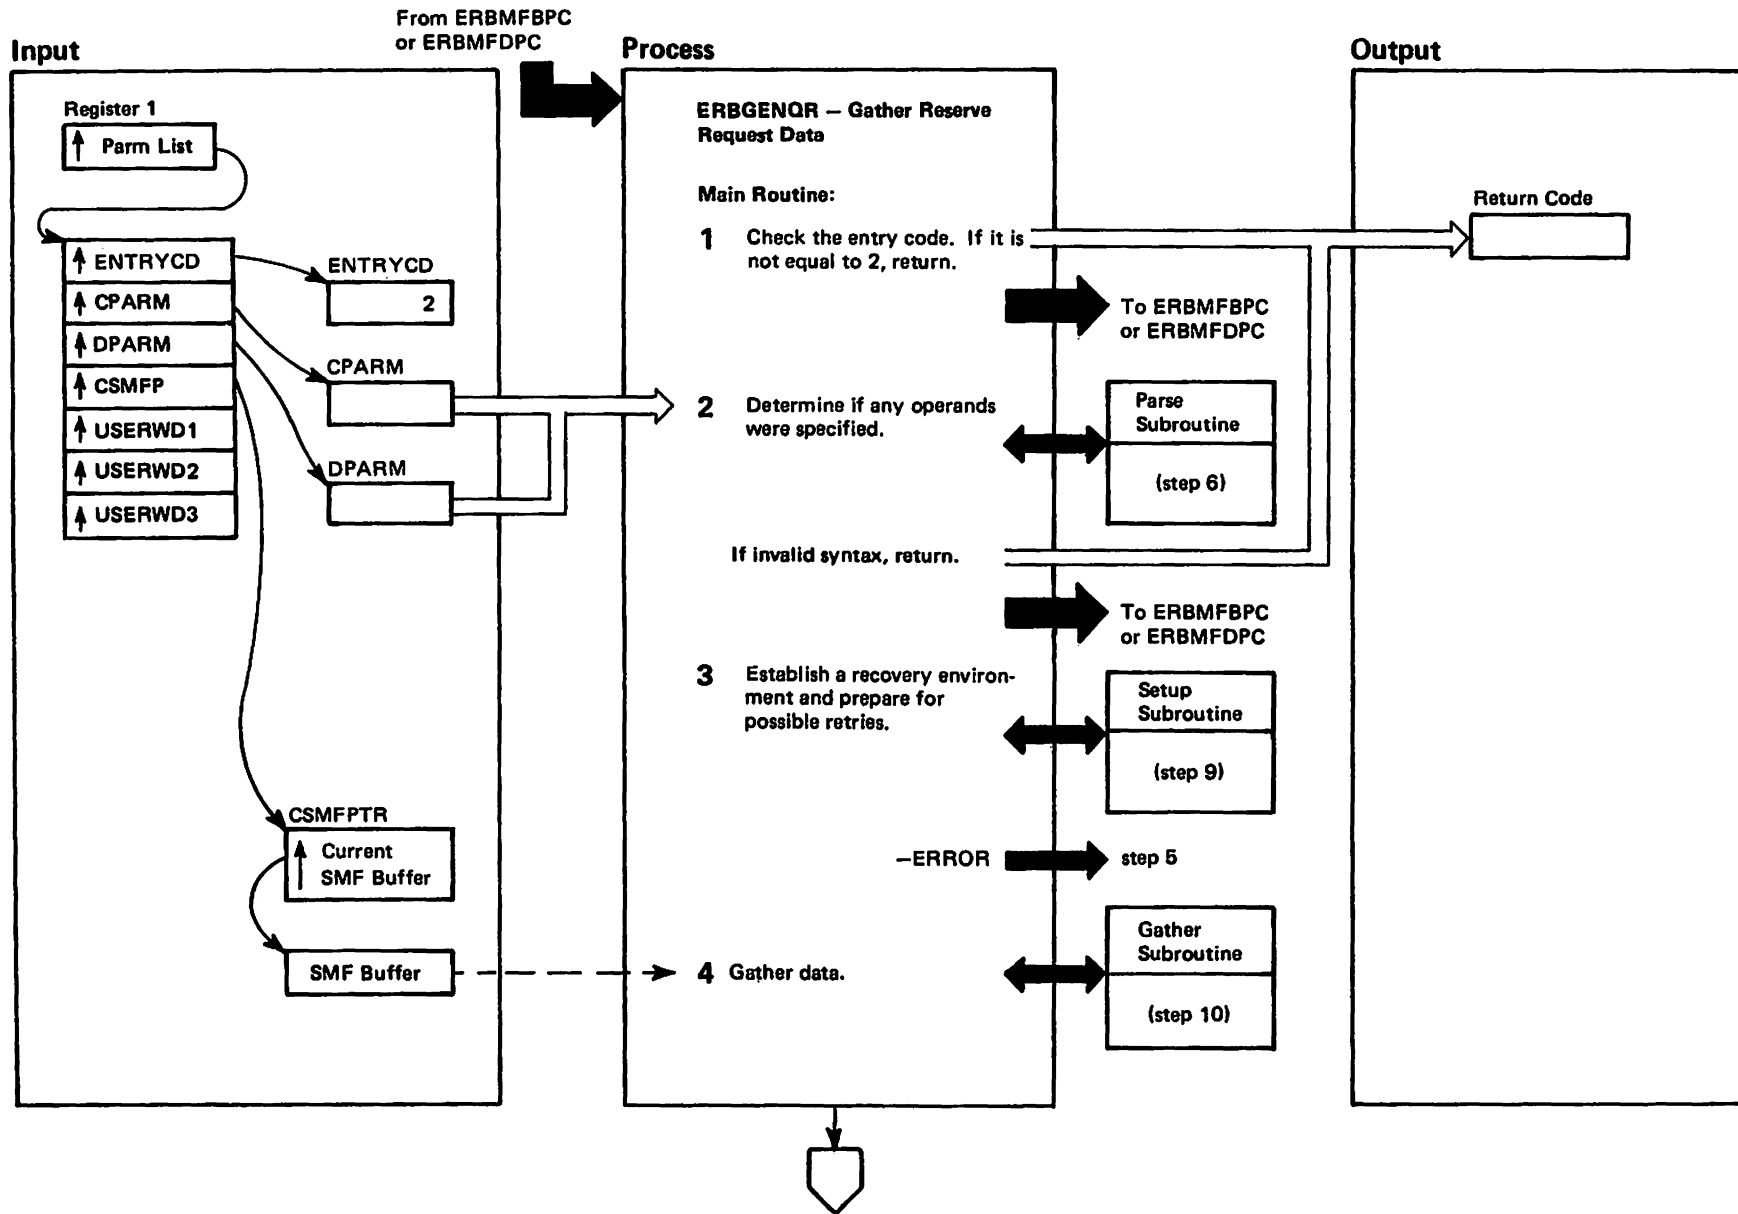 From ERBMFBPC
or ERBMFDPC
Input
Process
Output
Register 1
Parm List
ENTRYCD
CPARM
DPARM
CSMFP
USERWD1
USERWD2
USERWD3
ENTRYCD
2
CPARM
DPARM
CSMFPTR
Current
SMF Buffer
SMF Buffer
ERBGENQR — Gather Reserve
Request Data
Main Routine:
1 Check the entry code. If it is
not equal to 2, return.
To ERBMFBPC
or ERBMFDPC
2 Determine if any operands
were specified.
Parse
Subroutine
(step 6)
If invalid syntax, return.
To ERBMFBPC
or ERBMFDPC
3 Establish a recovery environ-
ment and prepare for
possible retries.
Setup
Subroutine
(step 9)
—ERROR
step 5
4 Gather data.
Gather
Subroutine
(step 10)
Return Code